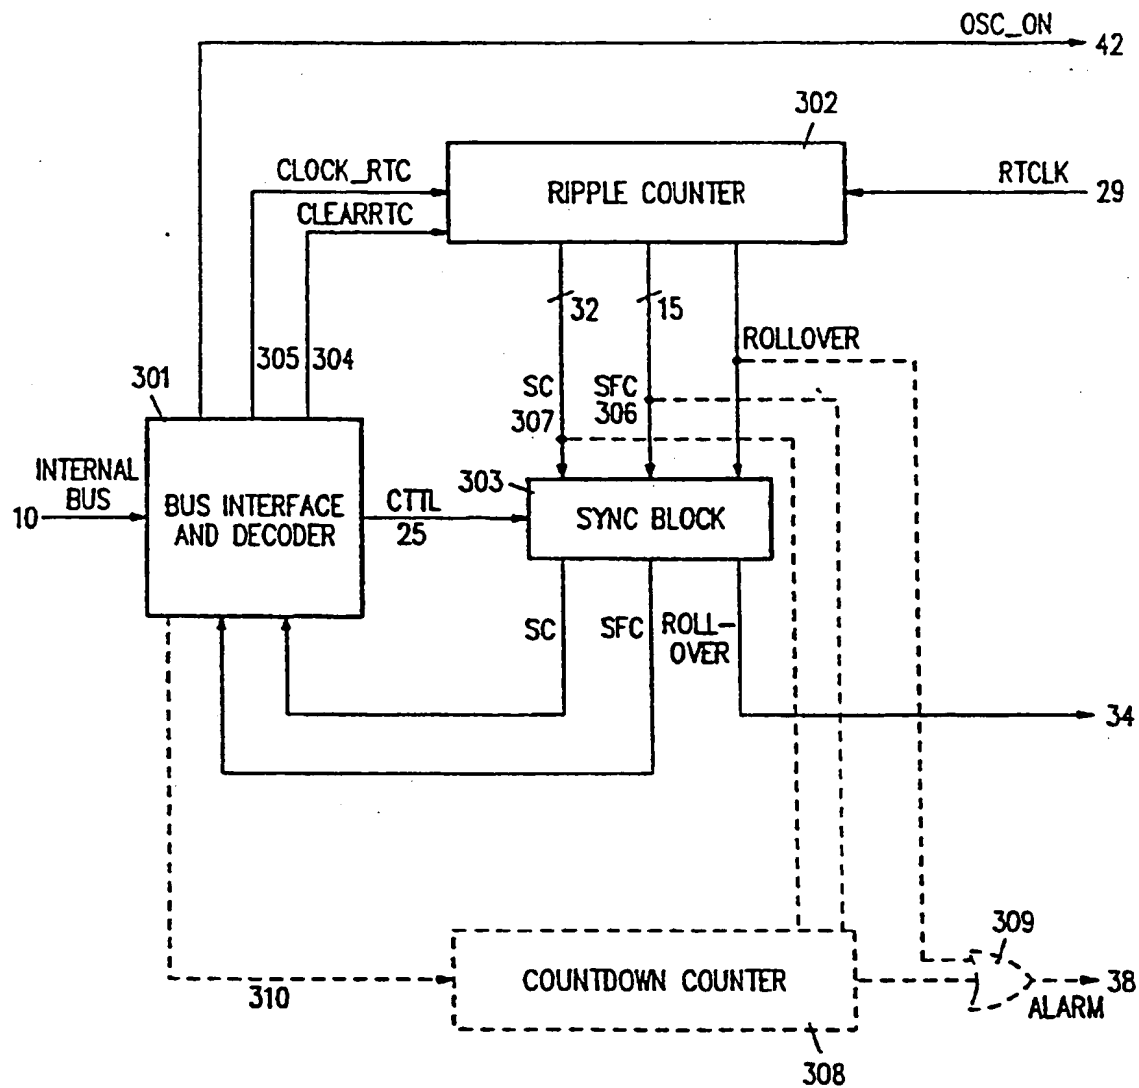 OSC_ON
42
302
CLOCK_RTC
RIPPLE COUNTER
RTCLK
29
CLEARRTC
32
15
305
304
ROLLOVER
301
SC
307
SFC
306
INTERNAL
BUS
10
BUS INTERFACE
AND DECODER
CTTL
25
303
SYNC BLOCK
SC
SFC
ROLL-
OVER
34
309
310
COUNTDOWN COUNTER
38
ALARM
308